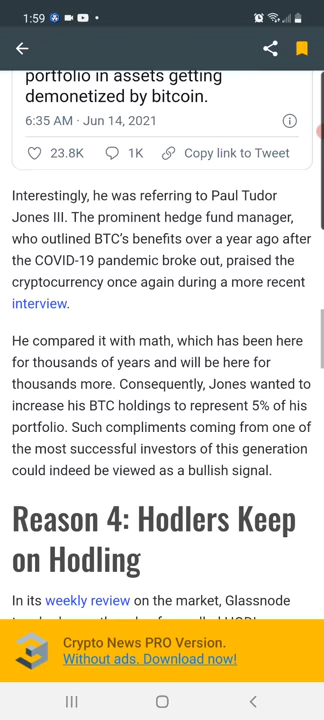 1:59
portfolio in assets getting
demonetized by bitcoin.
6:35 AM · Jun 14, 2021
23.8K 1K Copy link to Tweet
Interestingly, he was referring to Paul Tudor
Jones III. The prominent hedge fund manager,
who outlined BTC’s benefits over a year ago after
the COVID-19 pandemic broke out, praised the
cryptocurrency once again during a more recent
interview.
He compared it with math, which has been here
for thousands of years and will be here for
thousands more. Consequently, Jones wanted to
increase his BTC holdings to represent 5% of his
portfolio. Such compliments coming from one of
the most successful investors of this generation
could indeed be viewed as a bullish signal.
Reason 4: Hodlers Keep
on Hodling
In its weekly review on the market, Glassnode
Crypto News PRO Version.
Without ads. Download now!